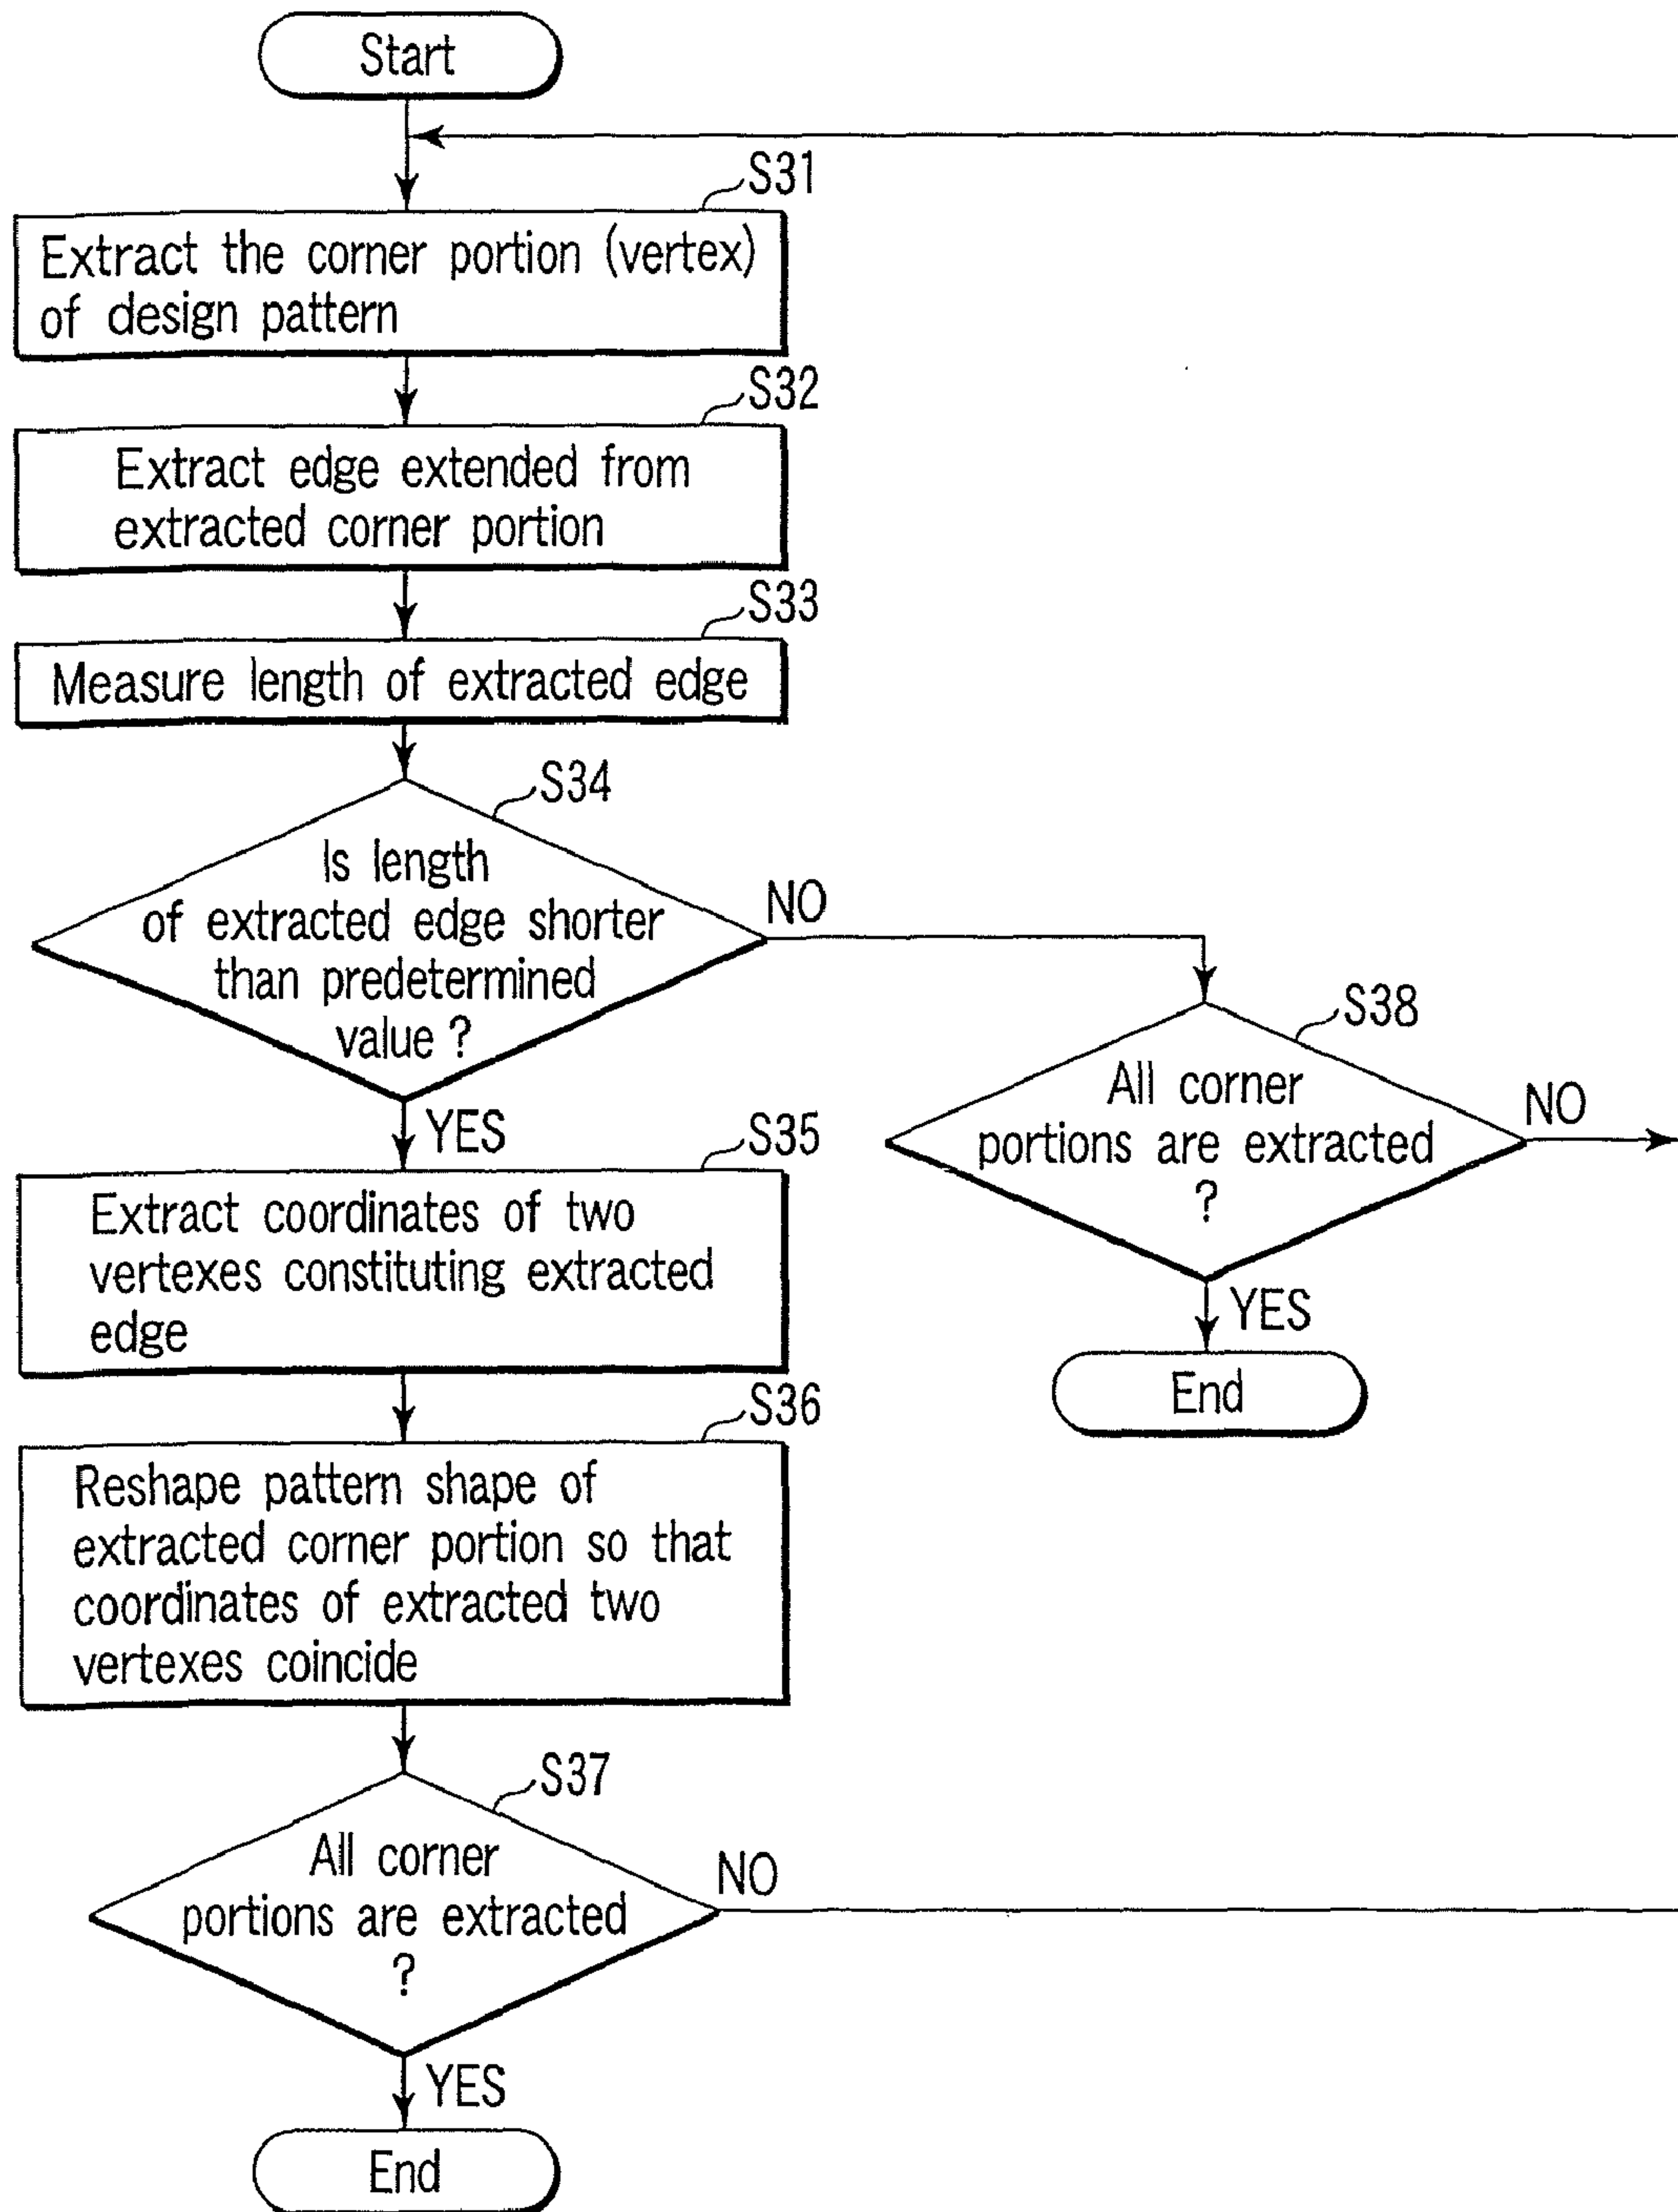 Start
S31
Extract the corner portion (vertex)
of design pattern
S32
Extract edge extended from
extracted corner portion
S33
Measure length of extracted edge
S34
Is length
of extracted edge shorter
than predetermined
value ?
NO
YES
S38
All corner
portions are extracted
?
NO
YES
End
S35
Extract coordinates of two
vertexes constituting extracted
edge
S36
Reshape pattern shape of
extracted corner portion so that
coordinates of extracted two
vertexes coincide
S37
All corner
portions are extracted
?
NO
YES
End